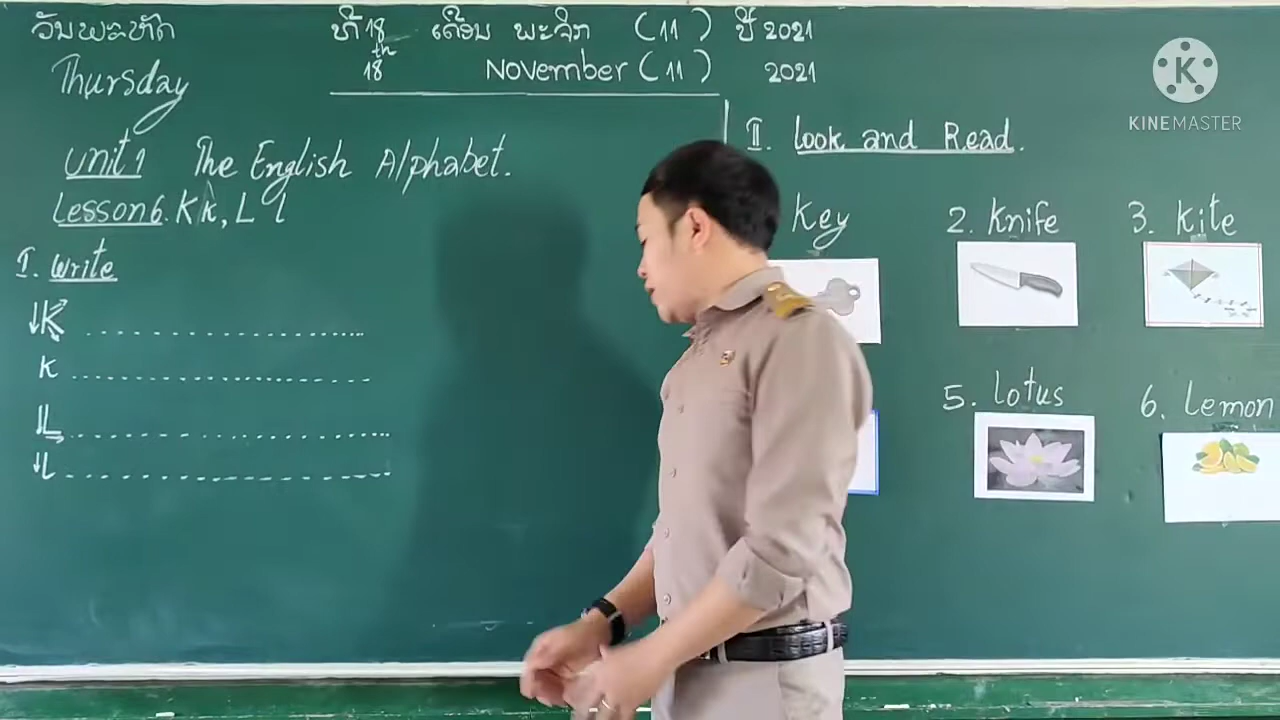 ວັນພະຫັດ ທີ 18 ເດືອນ ພະຈິກ (11) ປີ 2021
Thursday 18th November (11) 2021
Unit 1 The English Alphabet.
Lesson 6. K k, L l
I. Write
K
k
L
l
II. Look and Read.
Key
2. Knife
3. Kite
5. lotus
6. lemon
K
KINEMASTER